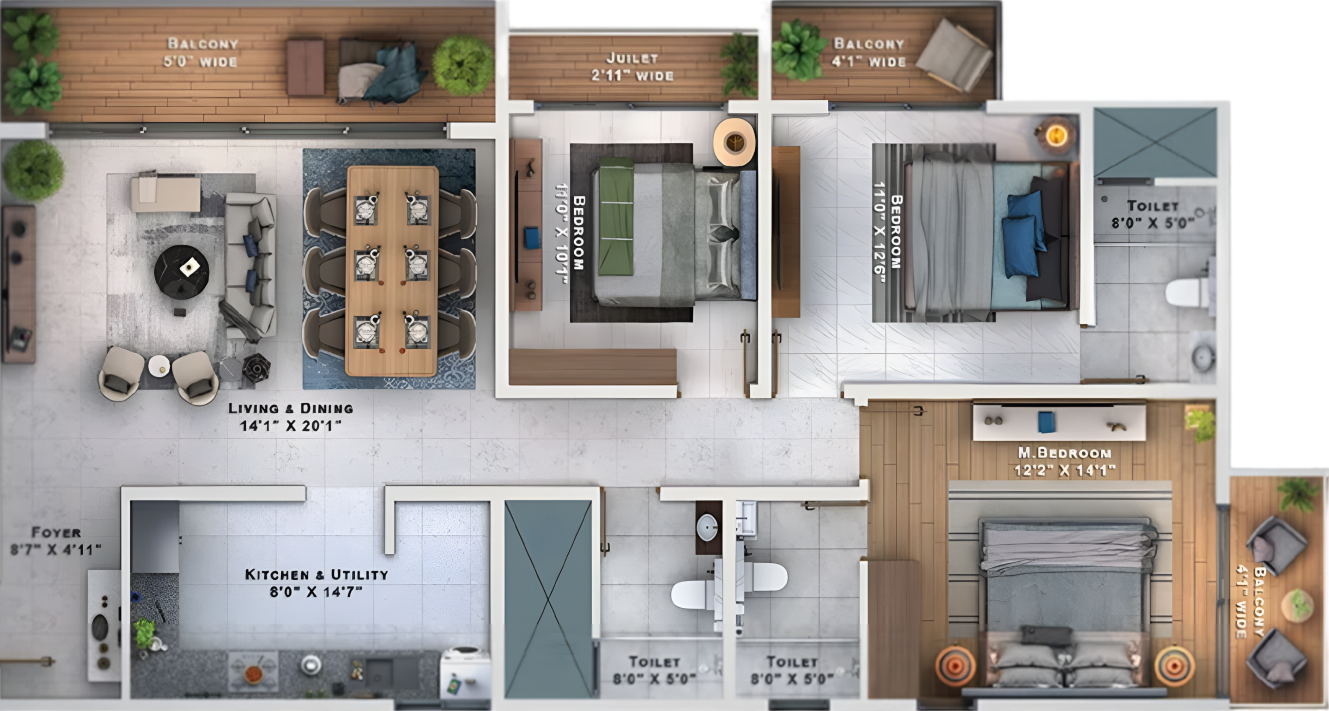 BALCONY
5'0" WIDE
JUILET
2'11" WIDE
BALCONY
4'1" WIDE
BEDROOM
11'0" X 10'1"
BEDROOM
11'0" X 12'6"
TOILET
8'0" X 5'0"
LIVING & DINING
14'1" X 20'1"
M.BEDROOM
12'2" X 14'1"
FOYER
8'7" X 4'11"
KITCHEN & UTILITY
8'0" X 14'7"
BALCONY
4'1" WIDE
TOILET
8'0" X 5'0"
TOILET
8'0" X 5'0"